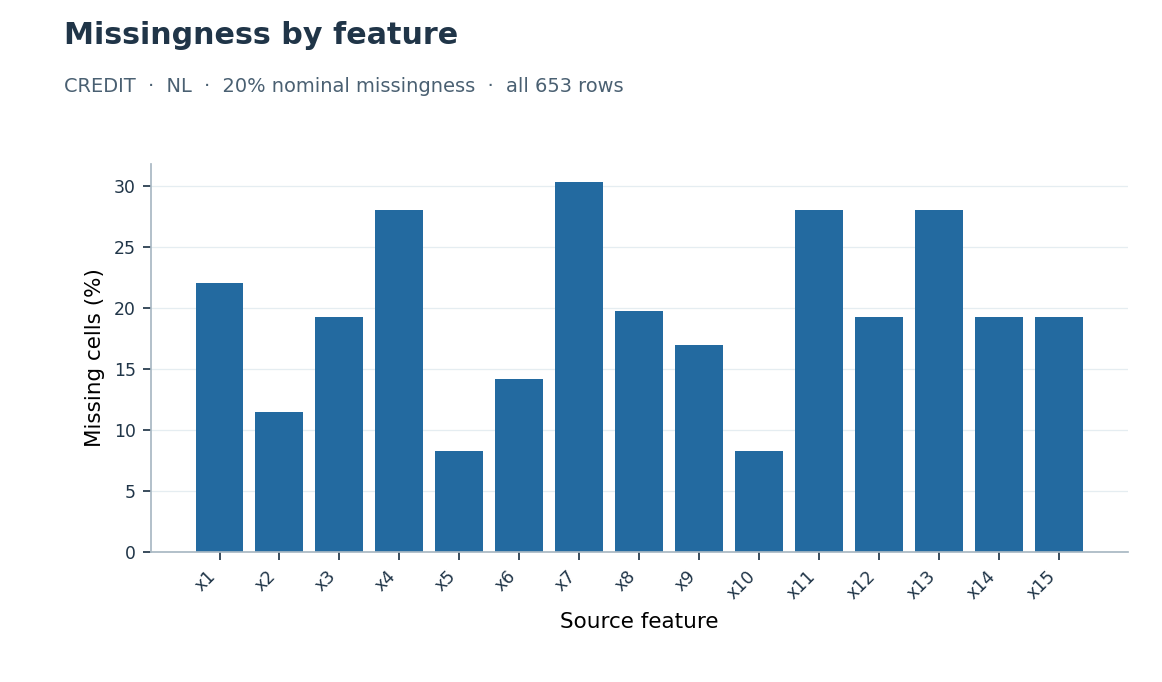 Missingness by feature
CREDIT · NL · 20% nominal missingness · all 653 rows
30
25
20
15
10
5
0
Missing cells (%)
x1 x2 x3 x4 x5 x6 x7 x8 x9 x10 x11 x12 x13 x14 x15
Source feature